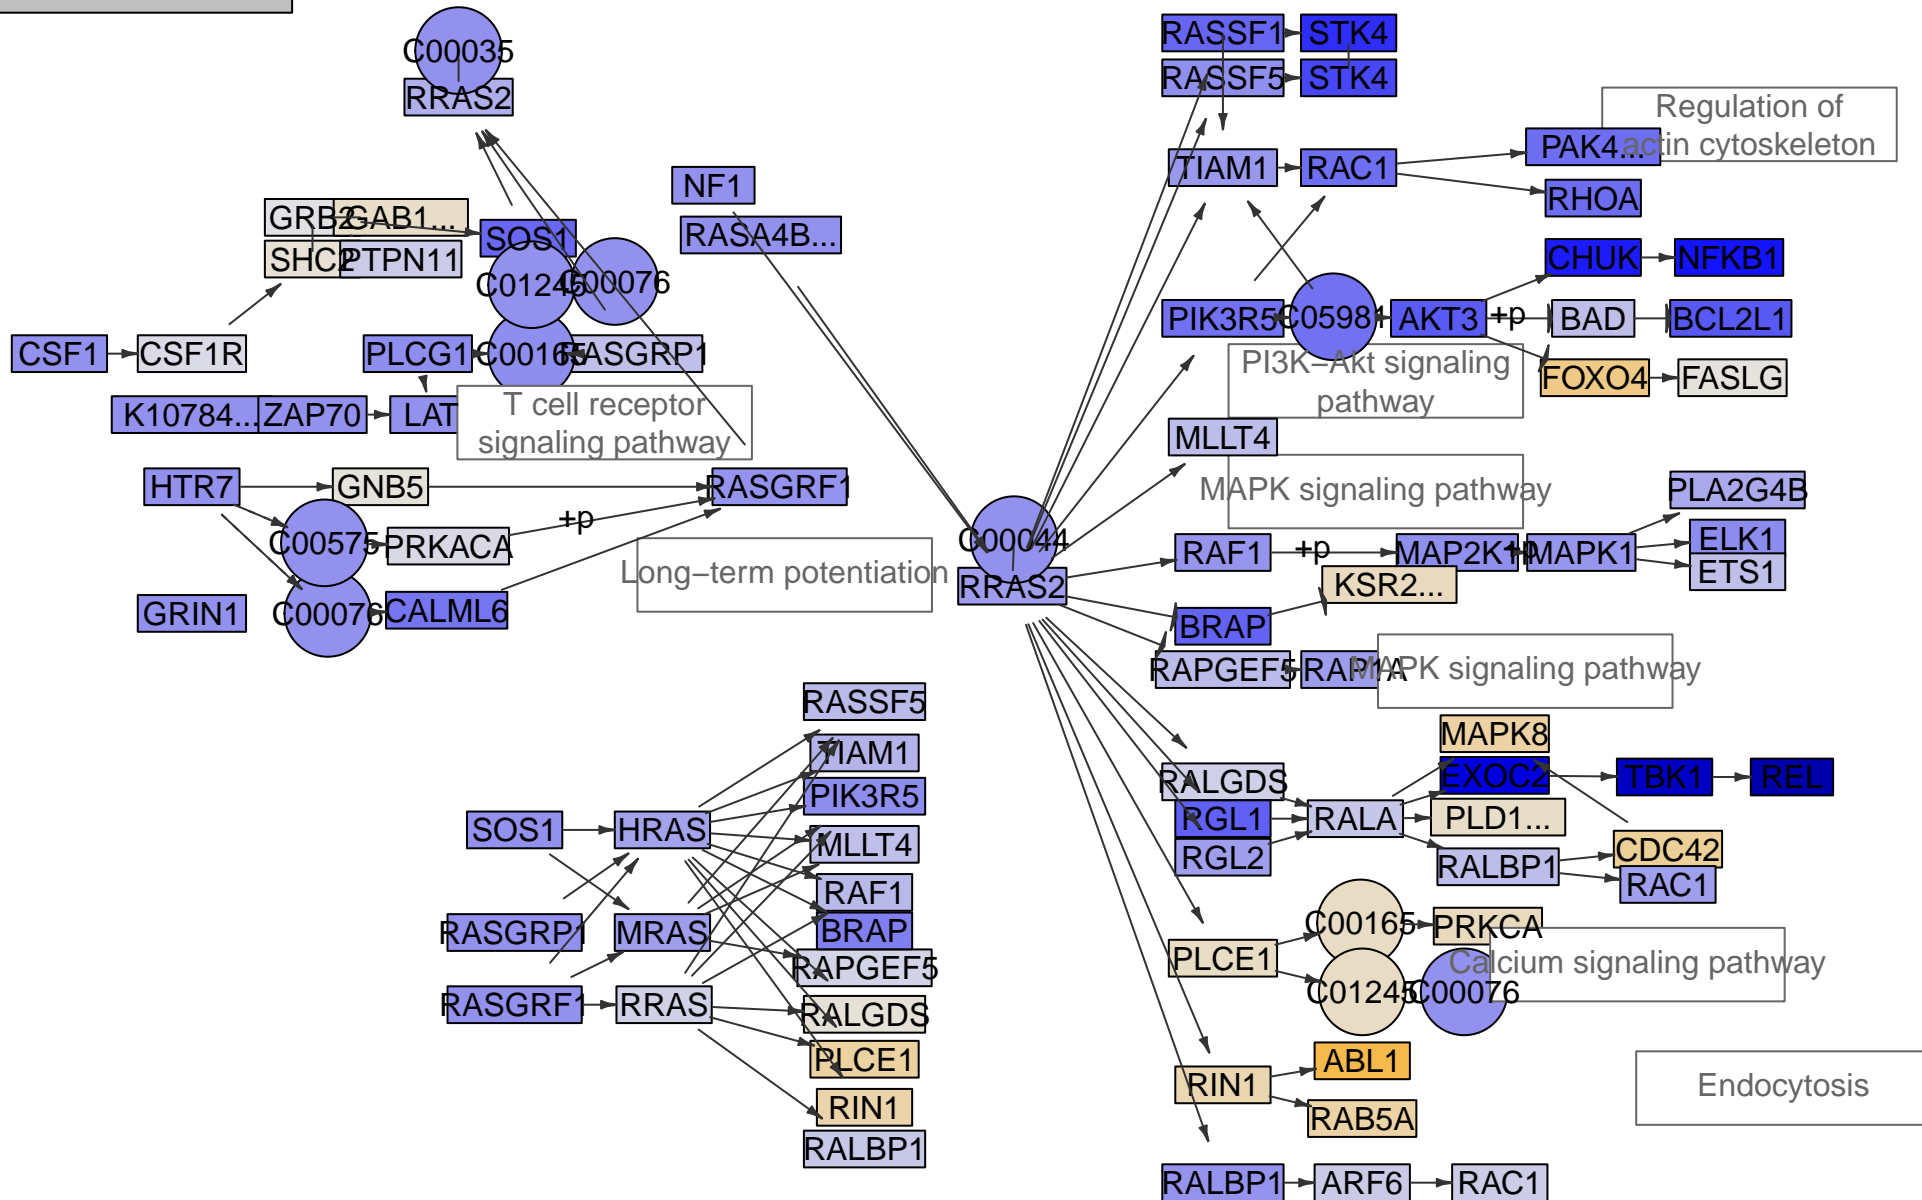 C00035
RRAS2
NF1
RASA4B...
GRB2
GAB1...
SHC2
PTPN11
SOS1
C01245
C00076
CSF1
CSF1R
PLCG1
C00165
RASGRP1
K10784...
ZAP70
LAT
T cell receptor
signaling pathway
HTR7
GNB5
RASGRF1
C00575
PRKACA
+p
GRIN1
C00076
CALML6
Long−term potentiation
C00044
RRAS2
RASSF1
STK4
RASSF5
STK4
Regulation of
actin cytoskeleton
TIAM1
RAC1
PAK4...
RHOA
CHUK
NFKB1
PIK3R5
C05981
AKT3
+p
BAD
BCL2L1
PI3K−Akt signaling
pathway
FOXO4
FASLG
MLLT4
MAPK signaling pathway
RAF1
+p
MAP2K1
+p
MAPK1
PLA2G4B
ELK1
ETS1
KSR2...
BRAP
RAPGEF5
RAP1A
MAPK signaling pathway
RASSF5
TIAM1
PIK3R5
SOS1
HRAS
MLLT4
RAF1
RASGRP1
MRAS
BRAP
RAPGEF5
RASGRF1
RRAS
RALGDS
PLCE1
RIN1
RALBP1
MAPK8
RALGDS
EXOC2
TBK1
REL
RGL1
RALA
PLD1...
RGL2
RALBP1
CDC42
RAC1
C00165
PRKCA
PLCE1
Calcium signaling pathway
C01245
C00076
ABL1
RIN1
RAB5A
Endocytosis
RALBP1
ARF6
RAC1